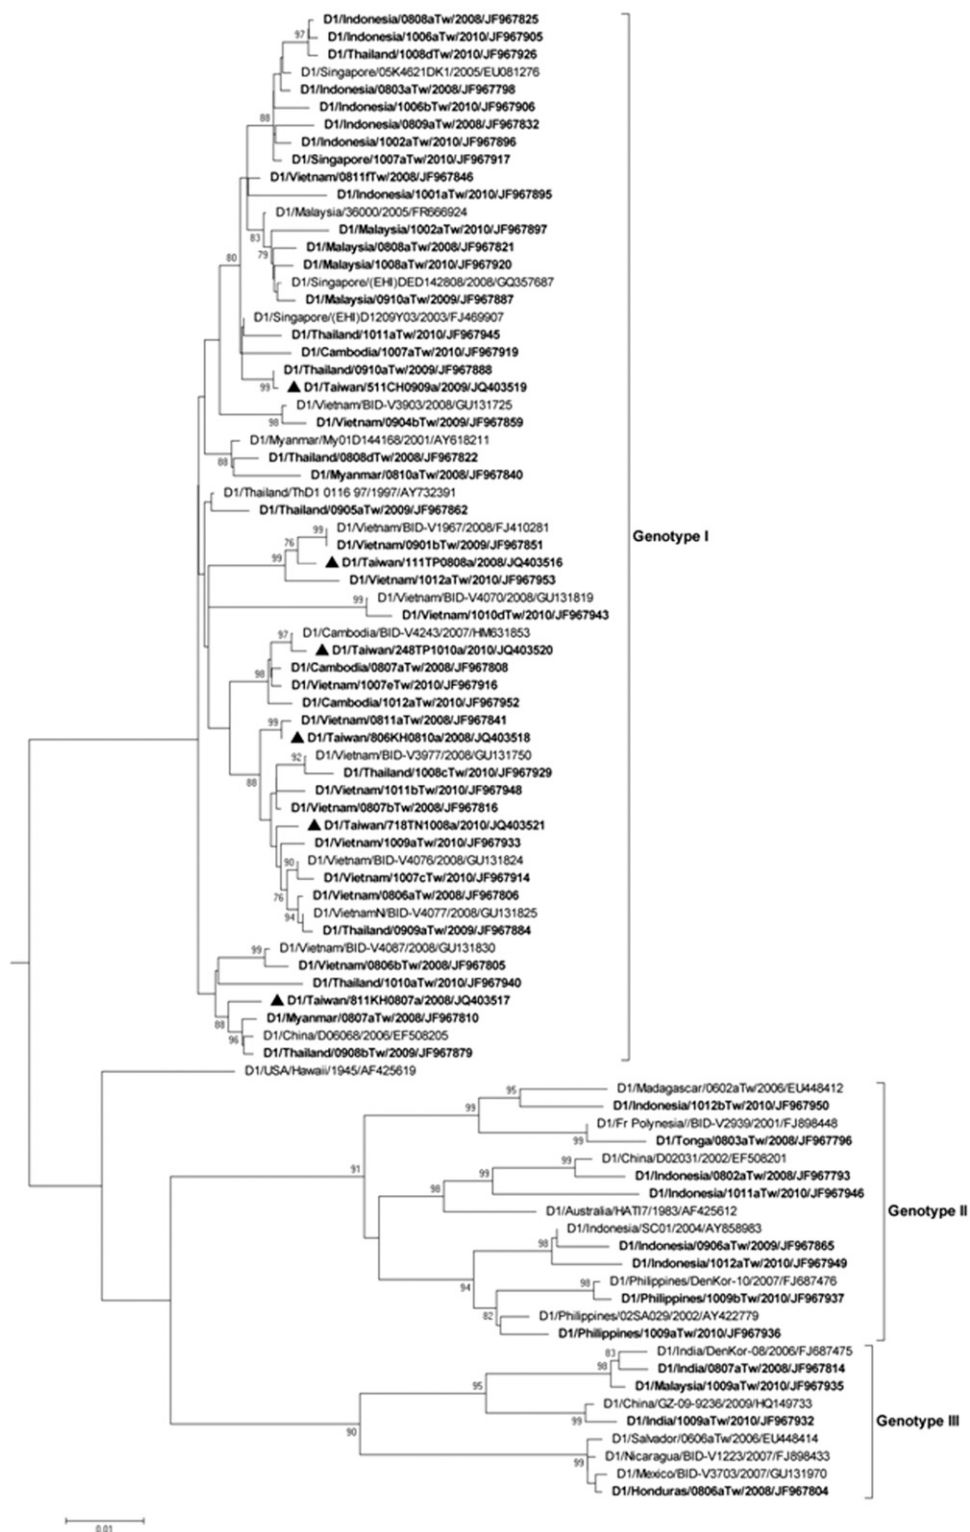 D1/Indonesia/0808aTw/2008/JF967825
97
D1/Indonesia/1006aTw/2010/JF967905
D1/Thailand/1008dTw/2010/JF967926
D1/Singapore/05K4621DK1/2005/EU081276
D1/Indonesia/0803aTw/2008/JF967798
D1/Indonesia/1006bTw/2010/JF967906
88
D1/Indonesia/0809aTw/2008/JF967832
D1/Indonesia/1002aTw/2010/JF967896
D1/Singapore/1007aTw/2010/JF967917
D1/Vietnam/0811fTw/2008/JF967846
D1/Indonesia/1001aTw/2010/JF967895
D1/Malaysia/36000/2005/FR666924
D1/Malaysia/1002aTw/2010/JF967897
83
D1/Malaysia/0808aTw/2008/JF967821
79
80
D1/Malaysia/1008aTw/2010/JF967920
D1/Singapore/(EHI)DED142808/2008/GQ357687
D1/Malaysia/0910aTw/2009/JF967887
D1/Singapore/(EHI)D1209Y03/2003/FJ469907
D1/Thailand/1011aTw/2010/JF967945
D1/Cambodia/1007aTw/2010/JF967919
D1/Thailand/0910aTw/2009/JF967888
99
D1/Taiwan/511CH0909a/2009/JQ403519
D1/Vietnam/BID-V3903/2008/GU131725
98
D1/Vietnam/0904bTw/2009/JF967859
D1/Myanmar/My01D144168/2001/AY618211
D1/Thailand/0808dTw/2008/JF967822
88
D1/Myanmar/0810aTw/2008/JF967840
D1/Thailand/ThD1 0116 97/1997/AY732391
D1/Thailand/0905aTw/2009/JF967862
99
D1/Vietnam/BID-V1967/2008/FJ410281
Genotype I
76
D1/Vietnam/0901bTw/2009/JF967851
99
D1/Taiwan/111TP0808a/2008/JQ403516
D1/Vietnam/1012aTw/2010/JF967953
99
D1/Vietnam/BID-V4070/2008/GU131819
D1/Vietnam/1010dTw/2010/JF967943
97
D1/Cambodia/BID-V4243/2007/HM631853
D1/Taiwan/248TP1010a/2010/JQ403520
98
D1/Cambodia/0807aTw/2008/JF967808
D1/Vietnam/1007eTw/2010/JF967916
D1/Cambodia/1012aTw/2010/JF967952
99
D1/Vietnam/0811aTw/2008/JF967841
D1/Taiwan/806KH0810a/2008/JQ403518
92
D1/Vietnam/BID-V3977/2008/GU131750
D1/Thailand/1008cTw/2010/JF967929
88
D1/Vietnam/1011bTw/2010/JF967948
D1/Vietnam/0807bTw/2008/JF967816
D1/Taiwan/718TN1008a/2010/JQ403521
D1/Vietnam/1009aTw/2010/JF967933
90
D1/Vietnam/BID-V4076/2008/GU131824
D1/Vietnam/1007cTw/2010/JF967914
76
D1/Vietnam/0806aTw/2008/JF967806
94
D1/VietnamN/BID-V4077/2008/GU131825
D1/Thailand/0909aTw/2009/JF967884
99
D1/Vietnam/BID-V4087/2008/GU131830
D1/Vietnam/0806bTw/2008/JF967805
D1/Thailand/1010aTw/2010/JF967940
D1/Taiwan/811KH0807a/2008/JQ403517
88
D1/Myanmar/0807aTw/2008/JF967810
96
D1/China/D06068/2006/EF508205
D1/Thailand/0908bTw/2009/JF967879
D1/USA/Hawaii/1945/AF425619
95
D1/Madagascar/0602aTw/2006/EU448412
99
D1/Indonesia/1012bTw/2010/JF967950
D1/Fr Polynesia//BID-V2939/2001/FJ898448
99
D1/Tonga/0803aTw/2008/JF967796
99
D1/China/D02031/2002/EF508201
91
99
D1/Indonesia/0802aTw/2008/JF967793
98
D1/Indonesia/1011aTw/2010/JF967946
D1/Australia/HATI7/1983/AF425612
Genotype II
D1/Indonesia/SC01/2004/AY858983
98
D1/Indonesia/0906aTw/2009/JF967865
D1/Indonesia/1012aTw/2010/JF967949
98
D1/Philippines/DenKor-10/2007/FJ687476
94
D1/Philippines/1009bTw/2010/JF967937
82
D1/Philippines/02SA029/2002/AY422779
D1/Philippines/1009aTw/2010/JF967936
83
D1/India/DenKor-08/2006/FJ687475
98
D1/India/0807aTw/2008/JF967814
95
D1/Malaysia/1009aTw/2010/JF967935
D1/China/GZ-09-9236/2009/HQ149733
99
D1/India/1009aTw/2010/JF967932
Genotype III
90
D1/Salvador/0606aTw/2006/EU448414
D1/Nicaragua/BID-V1223/2007/FJ898433
99
D1/Mexico/BID-V3703/2007/GU131970
D1/Honduras/0806aTw/2008/JF967804
0.01